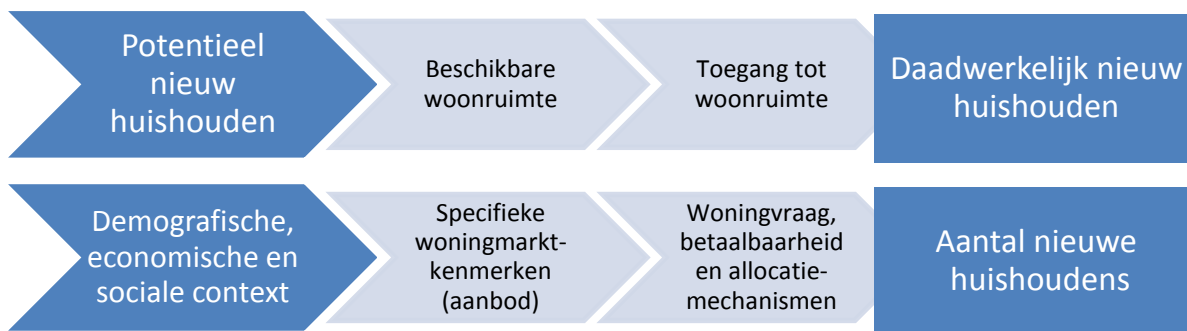 Potentieel
nieuw
huishouden
Beschikbare
woonruimte
Toegang tot
woonruimte
Daadwerkelijk nieuw
huishouden
Demografische,
economische en
sociale context
Specifieke
woningmarkt-
kenmerken
(aanbod)
Woningvraag,
betaalbaarheid
en allocatie-
mechanismen
Aantal nieuwe
huishoudens